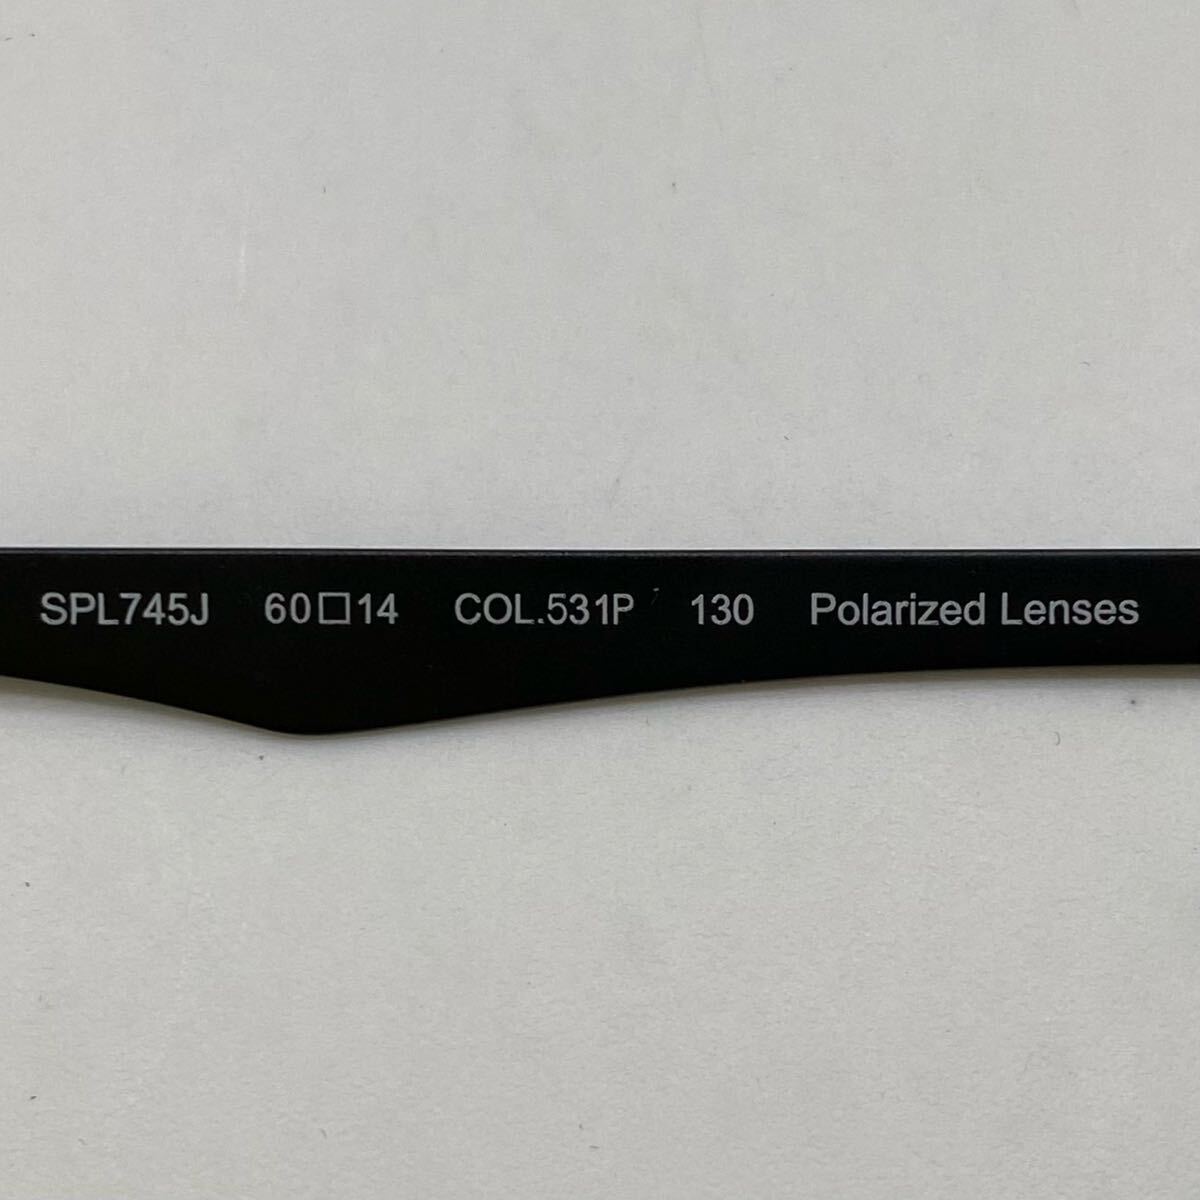 SPL745J 60□14 COL.531P 130 Polarized Lenses